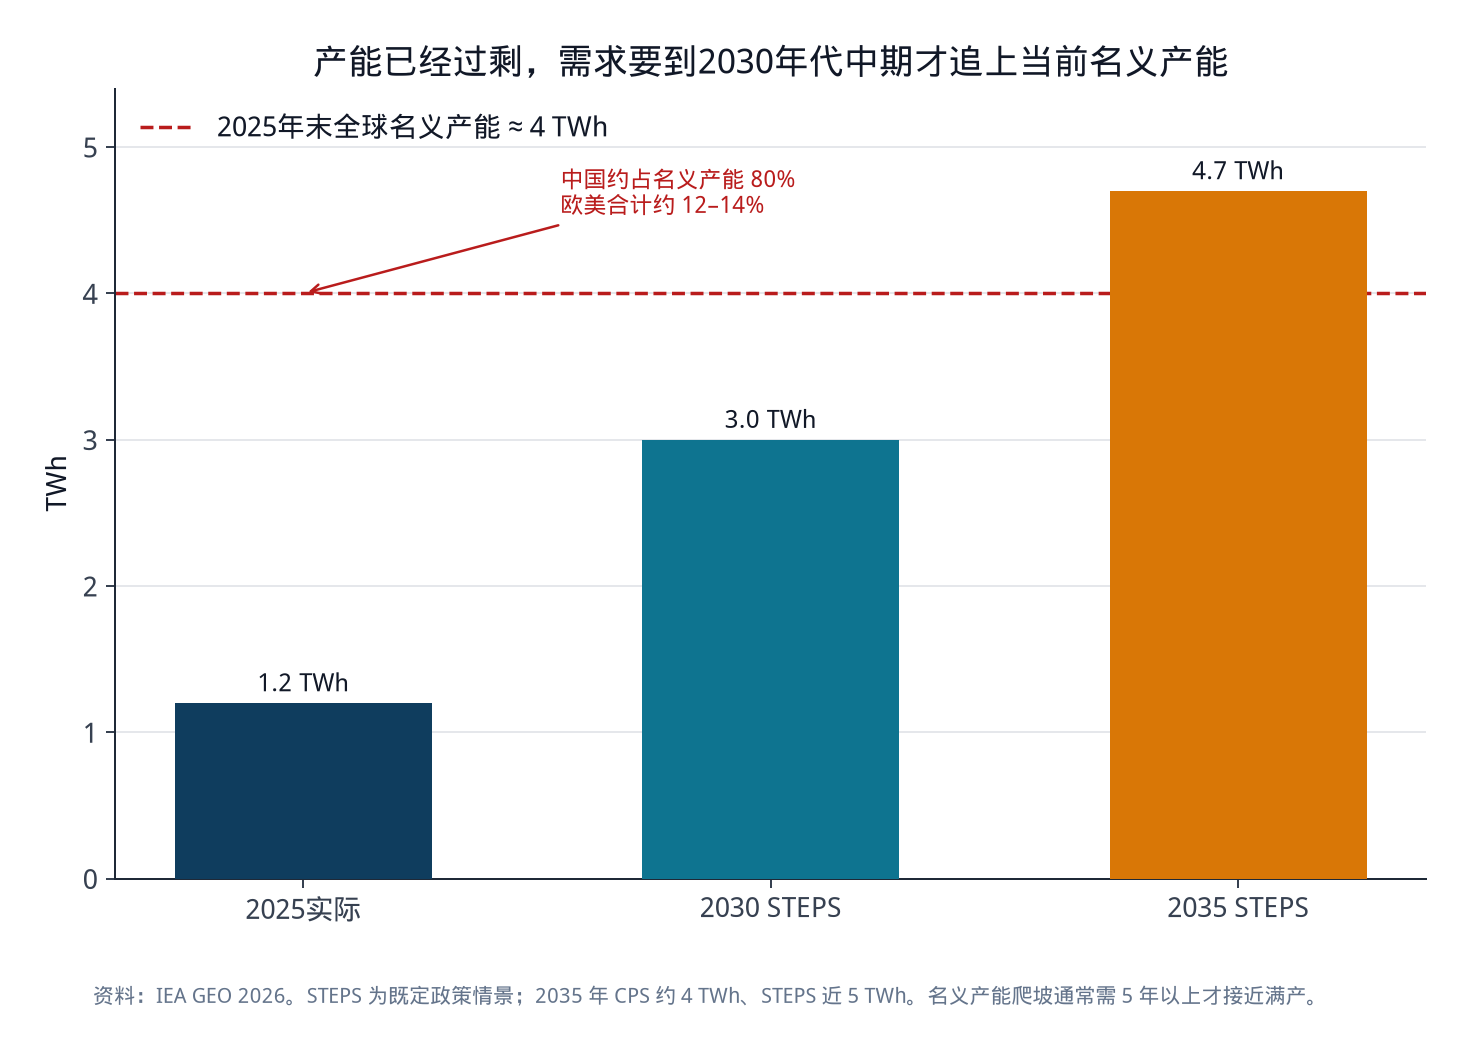 产能已经过剩，需求要到2030年代中期才追上当前名义产能
2025年末全球名义产能 ≈ 4 TWh
5
中国约占名义产能 80%
欧美合计约 12–14%
4.7 TWh
4
3.0 TWh
3
TWh
2
1.2 TWh
1
0
2025实际
2030 STEPS
2035 STEPS
资料：IEA GEO 2026。STEPS 为既定政策情景；2035 年 CPS 约 4 TWh、STEPS 近 5 TWh。名义产能爬坡通常需 5 年以上才接近满产。